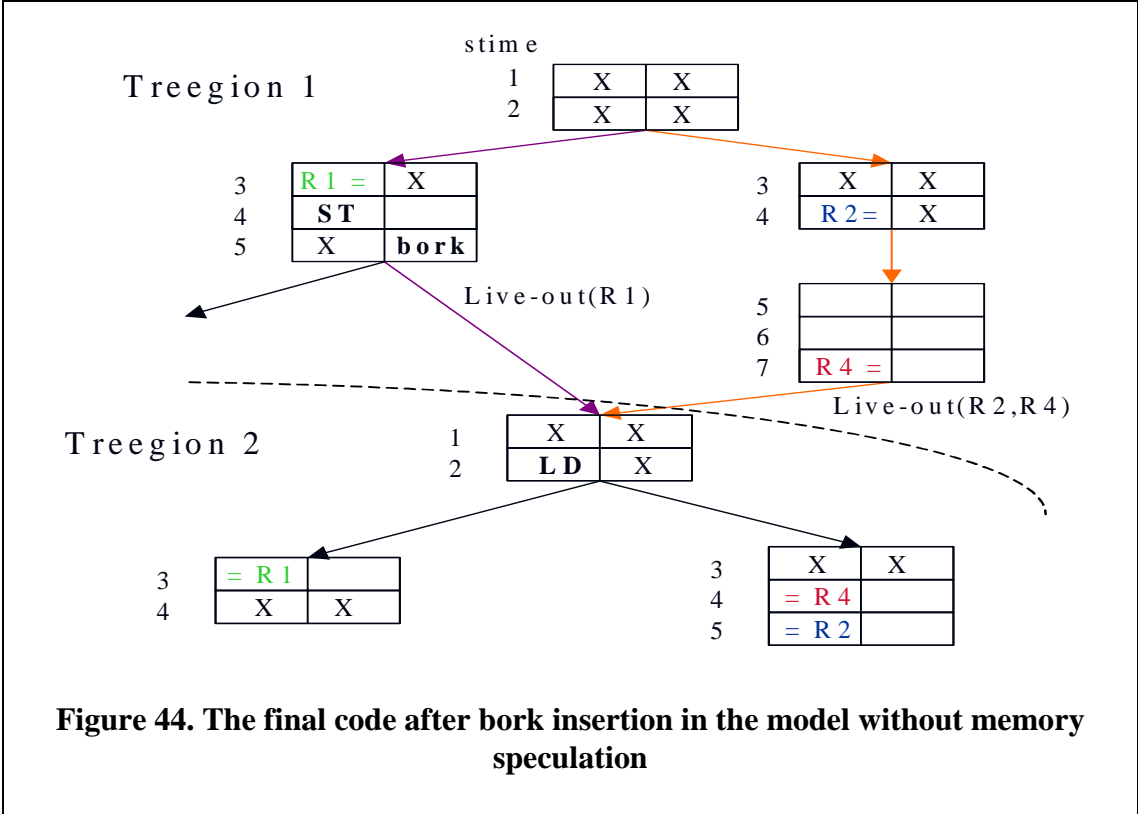 stime
Treegion 1
1 X X
2 X X
3 R1 = X
4 ST
5 X bork
3 X X
4 R2= X
Live-out(R1)
5
6
7 R4 =
Live-out(R2,R4)
Treegion 2
1 X X
2 LD X
3 = R1
4 X X
3 X X
4 = R4
5 = R2
Figure 44. The final code after bork insertion in the model without memory
speculation